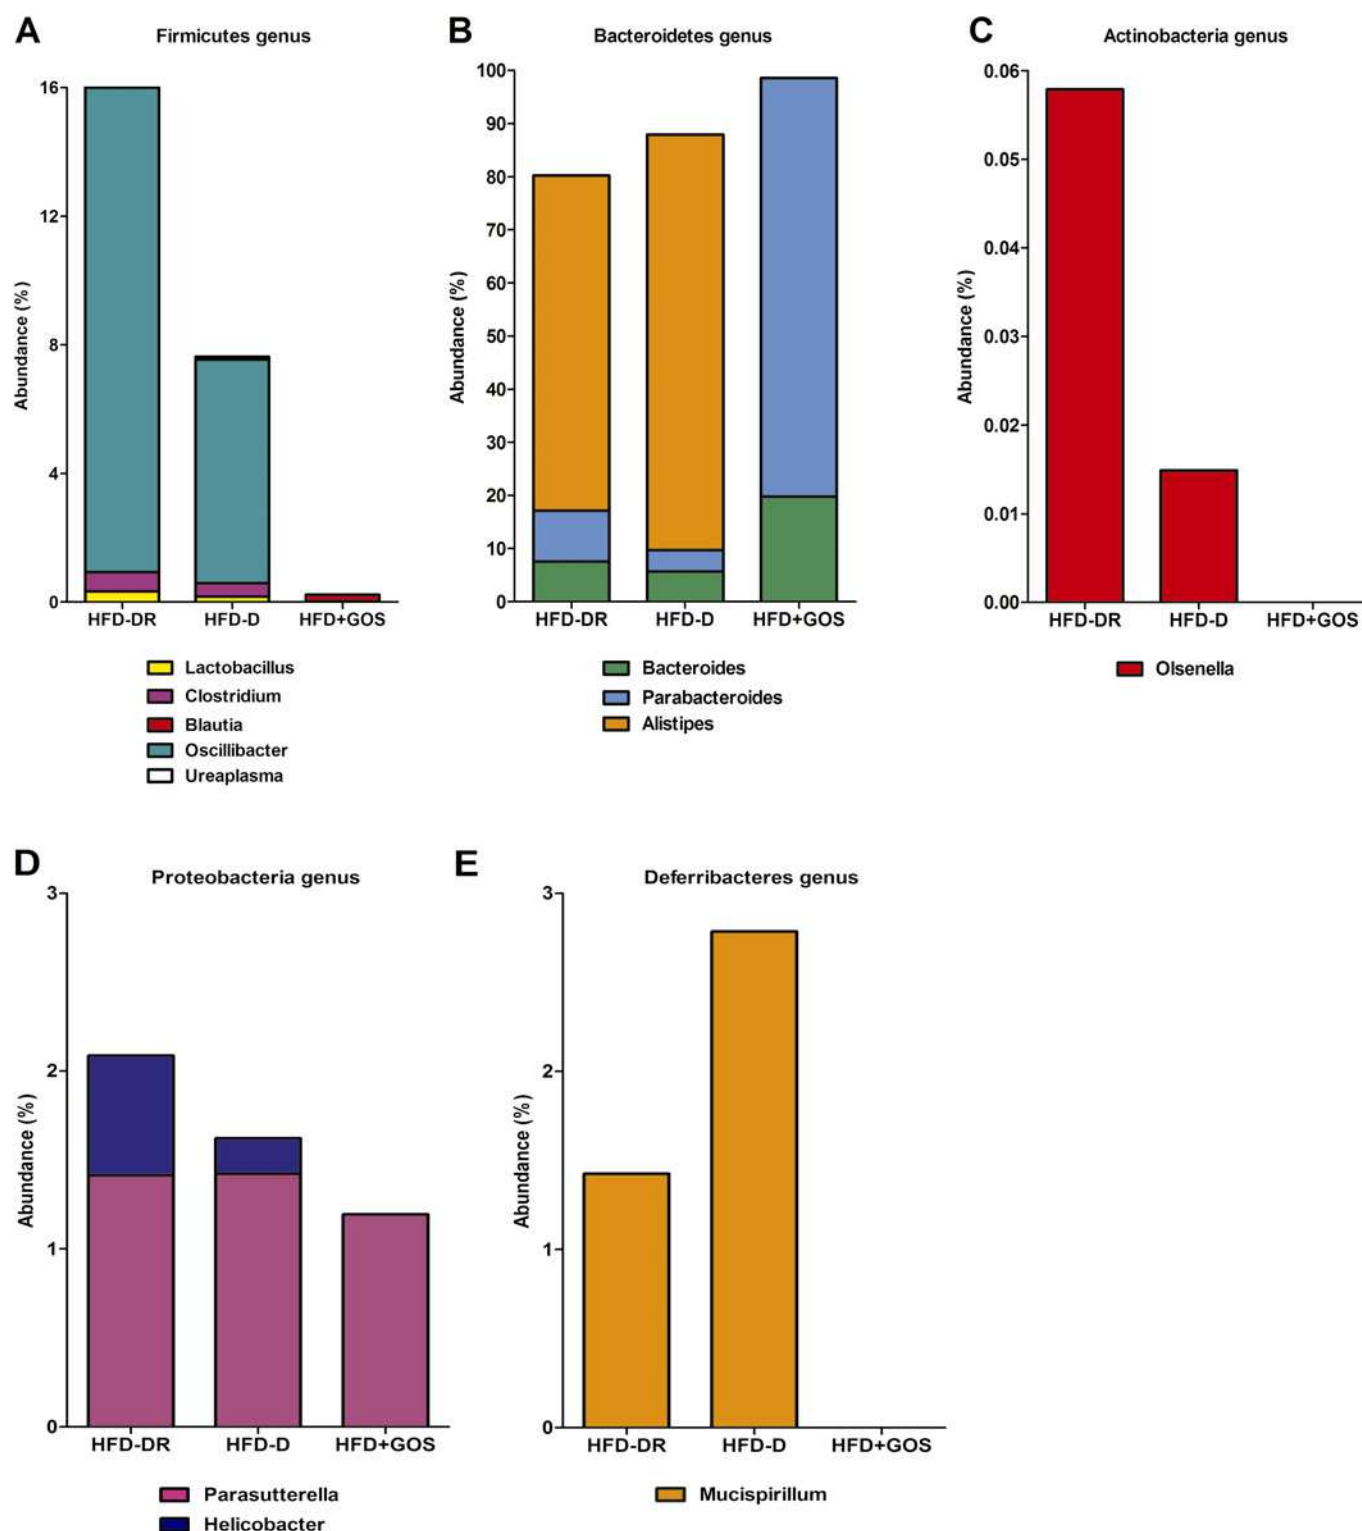 A
Firmicutes genus
Abundance (%)
16
12
8
4
0
HFD-DR HFD-D HFD+GOS
Lactobacillus
Clostridium
Blautia
Oscillibacter
Ureaplasma
B
Bacteroidetes genus
Abundance (%)
100
90
80
70
60
50
40
30
20
10
0
HFD-DR HFD-D HFD+GOS
Bacteroides
Parabacteroides
Alistipes
C
Actinobacteria genus
Abundance (%)
0.06
0.05
0.04
0.03
0.02
0.01
0.00
HFD-DR HFD-D HFD+GOS
Olsenella
D
Proteobacteria genus
Abundance (%)
3
2
1
0
HFD-DR HFD-D HFD+GOS
Parasutterella
Helicobacter
E
Deferribacteres genus
Abundance (%)
3
2
1
0
HFD-DR HFD-D HFD+GOS
Mucispirillum